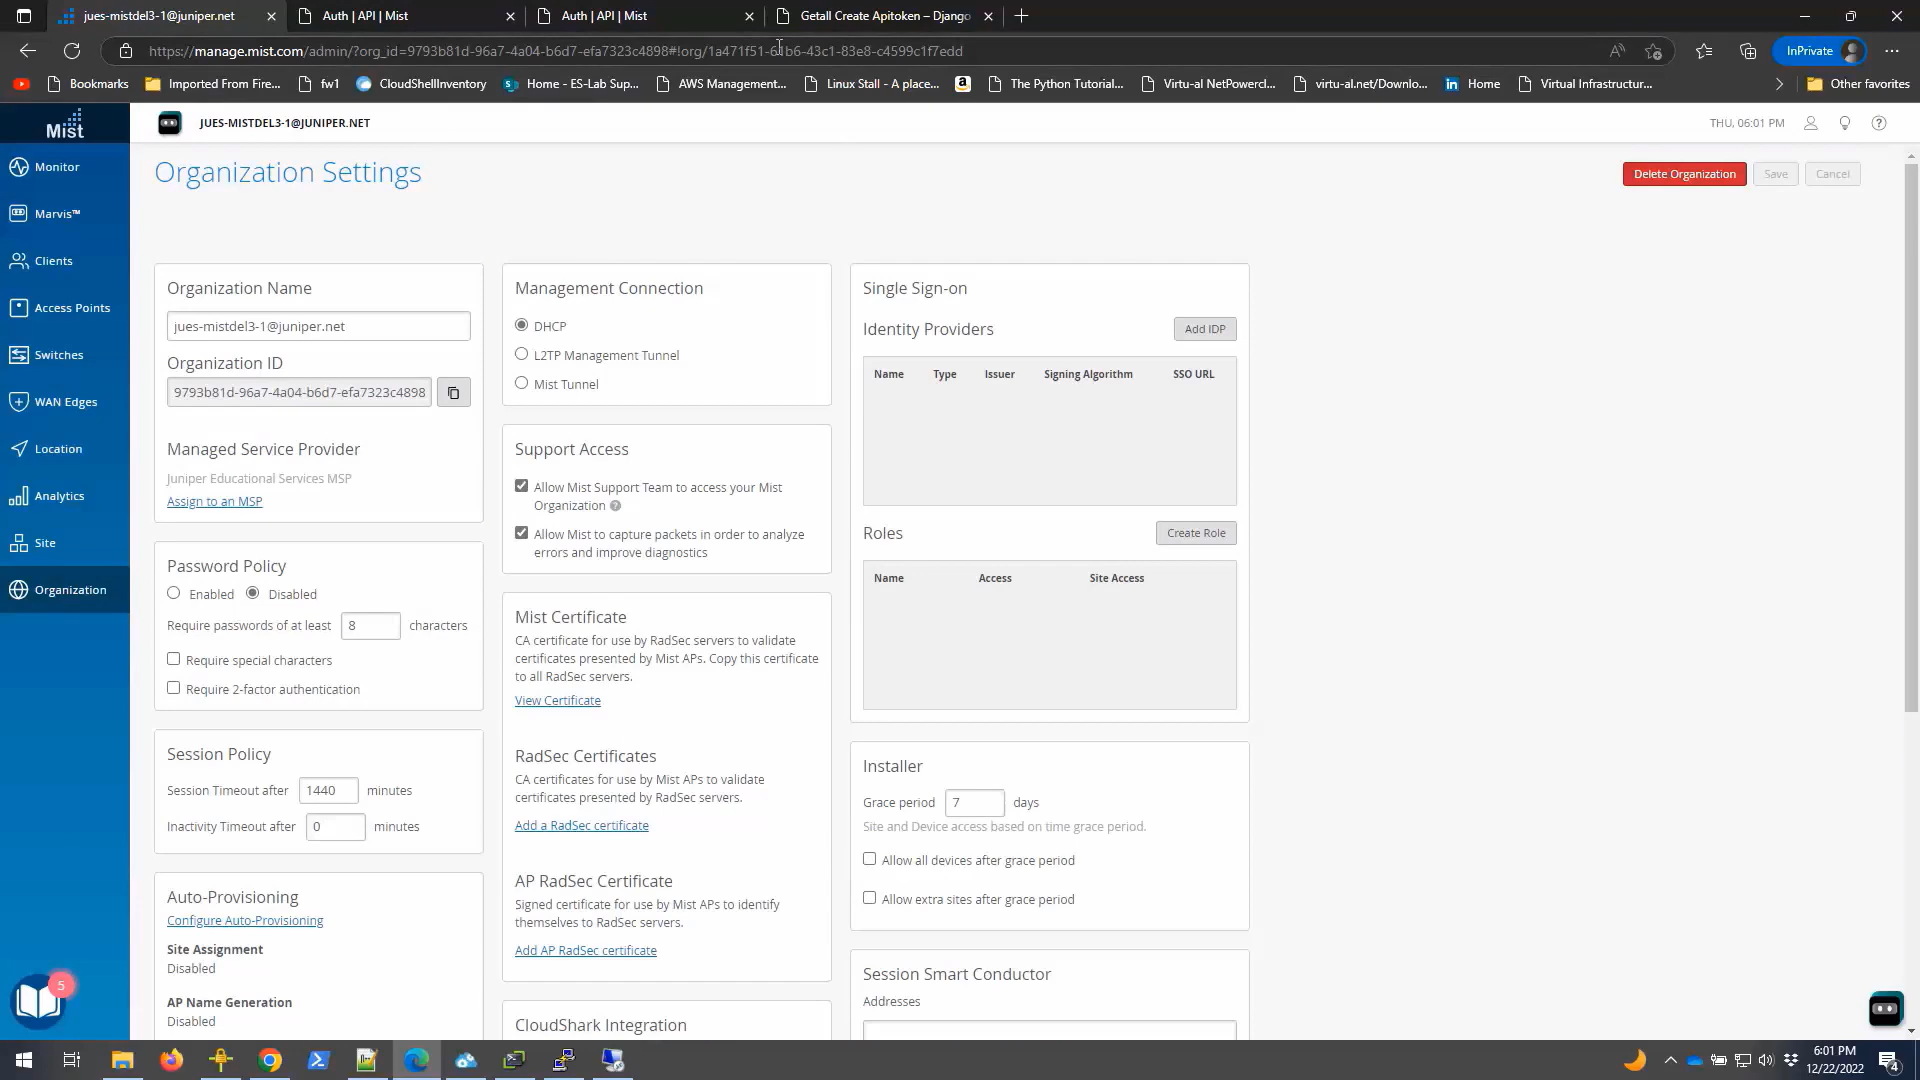 jues-mistdel3-1@juniper.net
Auth | API | Mist
Auth | API | Mist
Getall Create Apitoken – Django
https://manage.mist.com/admin/?org_id=9793b81d-96a7-4a04-b6d7-efa7323c4898#!org/1a471f51-61b6-43c1-83e8-c4599c1f7edd
InPrivate
Bookmarks
Imported From Fire...
fw1
CloudShellInventory
Home - ES-Lab Sup...
AWS Management...
Linux Stall - A place...
The Python Tutorial...
Virtu-al NetPowercl...
virtu-al.net/Downlo...
Home
Virtual Infrastructur...
Other favorites
Mist
JUES-MISTDEL3-1@JUNIPER.NET
THU, 06:01 PM
Monitor
Marvis™
Clients
Access Points
Switches
WAN Edges
Location
Analytics
Site
Organization
5
Organization Settings
Delete Organization
Save
Cancel
Organization Name
jues-mistdel3-1@juniper.net
Organization ID
9793b81d-96a7-4a04-b6d7-efa7323c4898
Managed Service Provider
Juniper Educational Services MSP
Assign to an MSP
Password Policy
Enabled
Disabled
Require passwords of at least 8 characters
Require special characters
Require 2-factor authentication
Session Policy
Session Timeout after 1440 minutes
Inactivity Timeout after 0 minutes
Auto-Provisioning
Configure Auto-Provisioning
Site Assignment
Disabled
AP Name Generation
Disabled
Management Connection
DHCP
L2TP Management Tunnel
Mist Tunnel
Support Access
Allow Mist Support Team to access your Mist
Organization
Allow Mist to capture packets in order to analyze
errors and improve diagnostics
Mist Certificate
CA certificate for use by RadSec servers to validate
certificates presented by Mist APs. Copy this certificate
to all RadSec servers.
View Certificate
RadSec Certificates
CA certificates for use by Mist APs to validate
certificates presented by RadSec servers.
Add a RadSec certificate
AP RadSec Certificate
Signed certificate for use by Mist APs to identify
themselves to RadSec servers.
Add AP RadSec certificate
CloudShark Integration
Single Sign-on
Identity Providers
Add IDP
Name Type Issuer Signing Algorithm SSO URL
Roles
Create Role
Name Access Site Access
Installer
Grace period 7 days
Site and Device access based on time grace period.
Allow all devices after grace period
Allow extra sites after grace period
Session Smart Conductor
Addresses
6:01 PM
12/22/2022
4